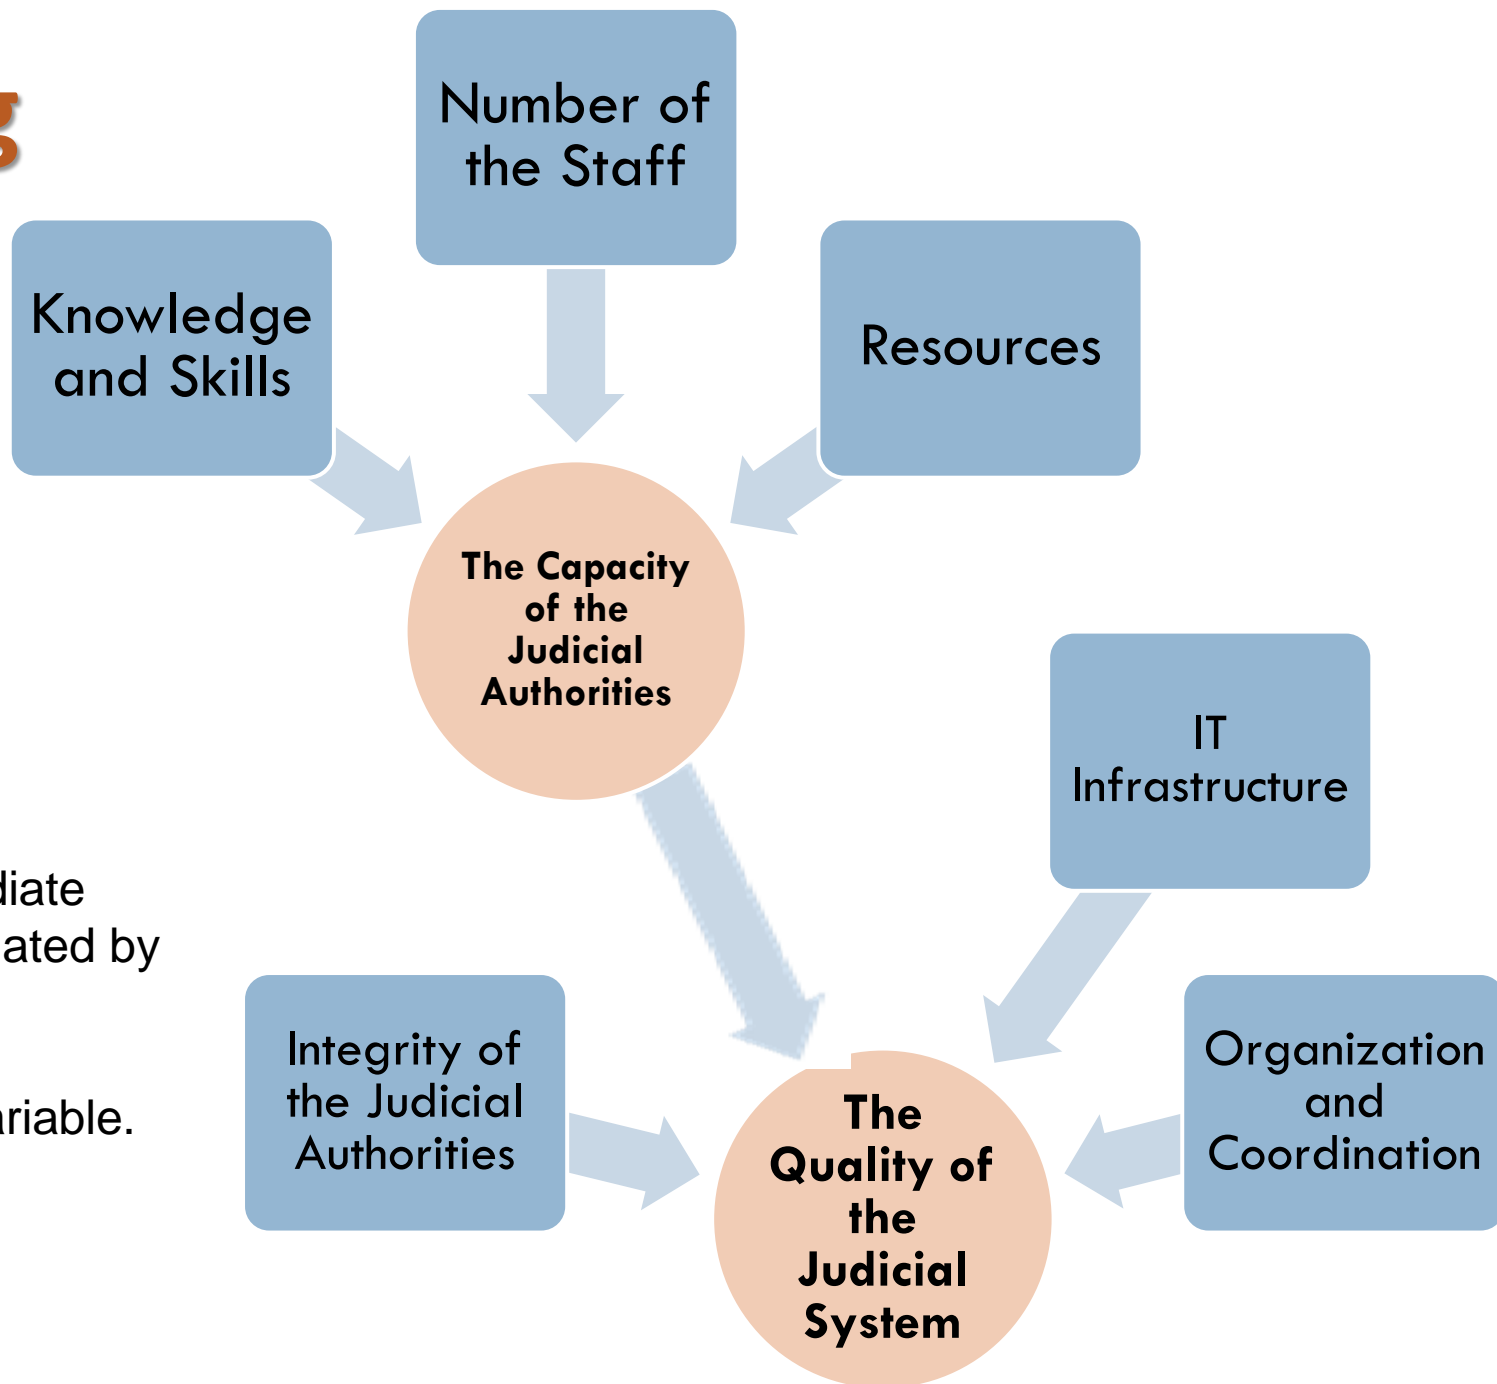 g
Number of
the Staff
Knowledge
and Skills
Resources
The Capacity
of the
Judicial
Authorities
IT
Infrastructure
diate
ated by
ariable.
Integrity of
the Judicial
Authorities
Organization
and
Coordination
The
Quality of
the
Judicial
System